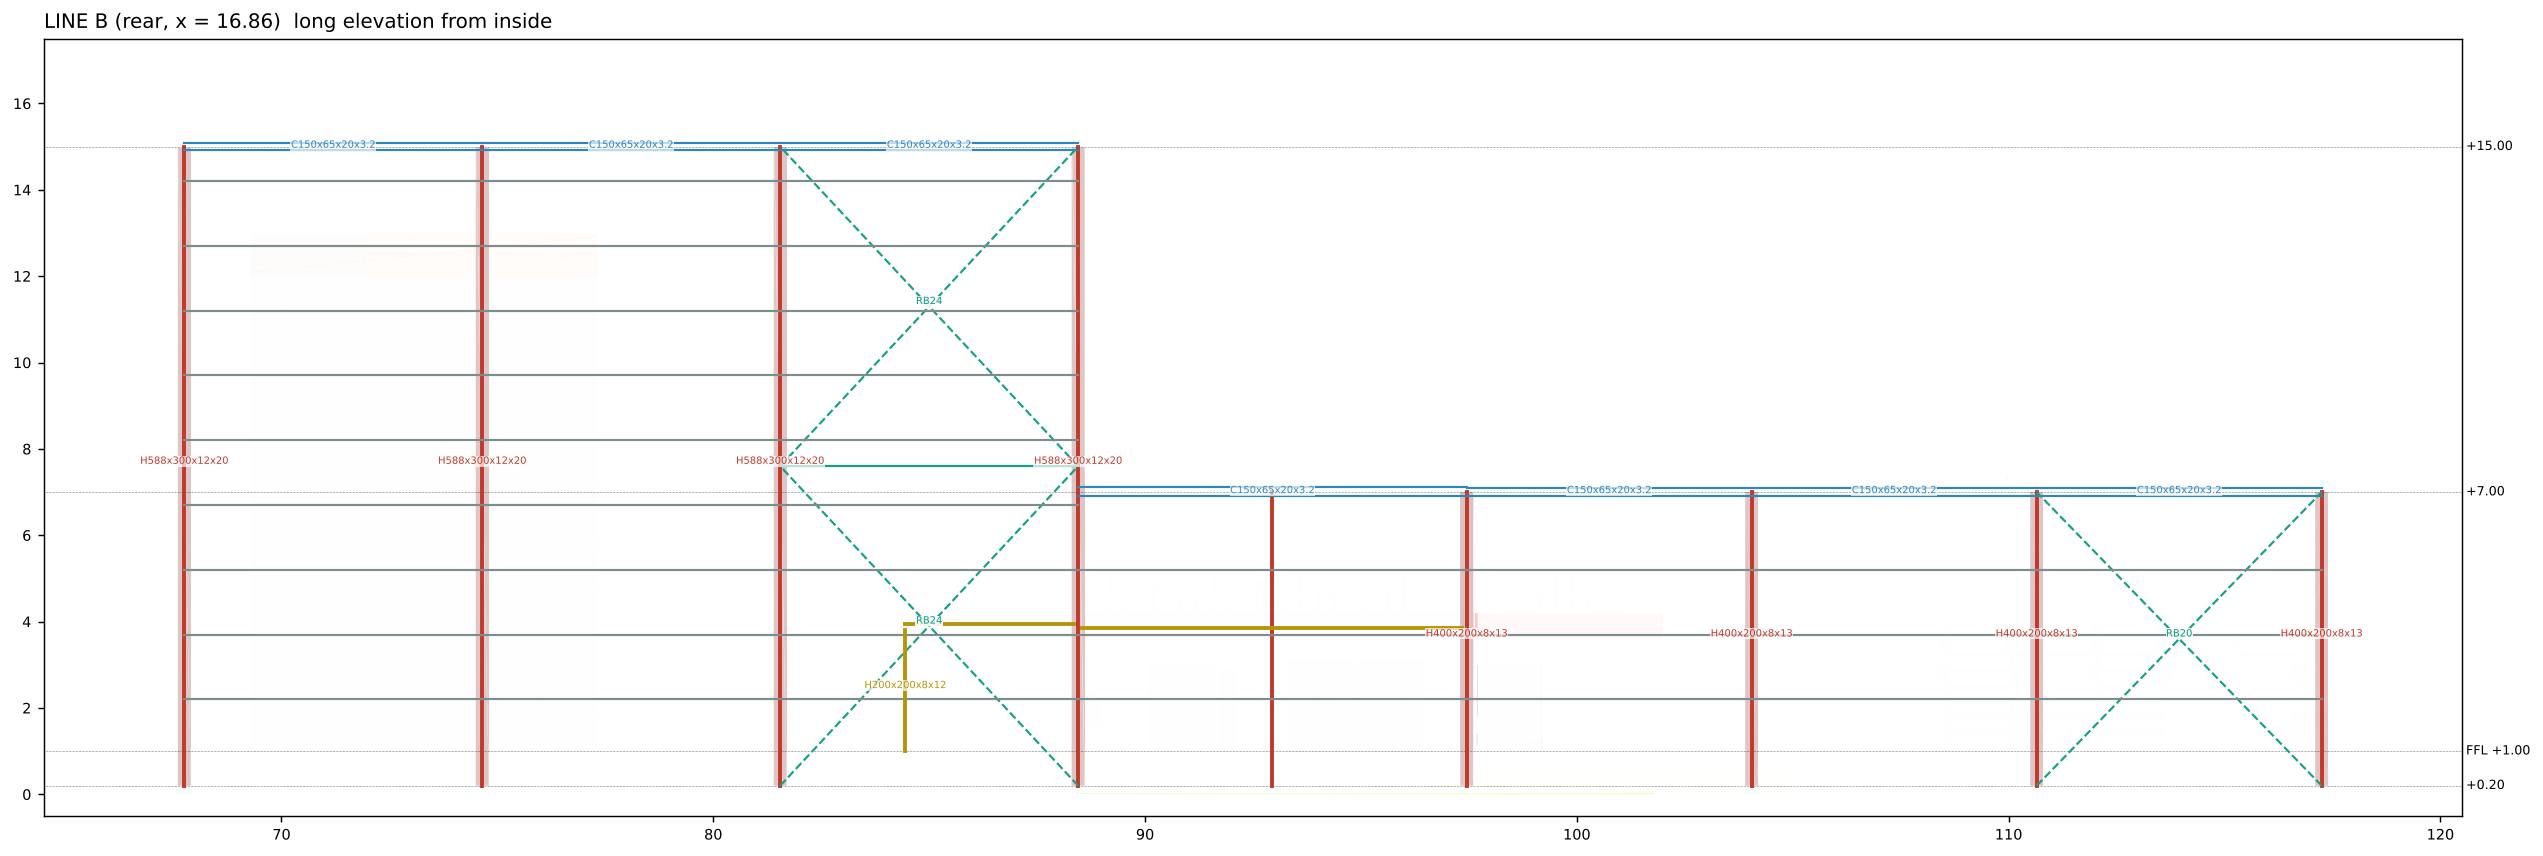 LINE B (rear, x = 16.86)  long elevation from inside
16
C150x65x20x3.2 C150x65x20x3.2 C150x65x20x3.2
+15.00
14
12
RB24
10
8
H588x300x12x20 H588x300x12x20 H588x300x12x20 H588x300x12x20
C150x65x20x3.2 C150x65x20x3.2 C150x65x20x3.2 C150x65x20x3.2
+7.00
6
4
RB24
H400x200x8x13 H400x200x8x13 H400x200x8x13 RB20 H400x200x8x13
H200x200x8x12
2
FFL +1.00
+0.20
0
70 80 90 100 110 120